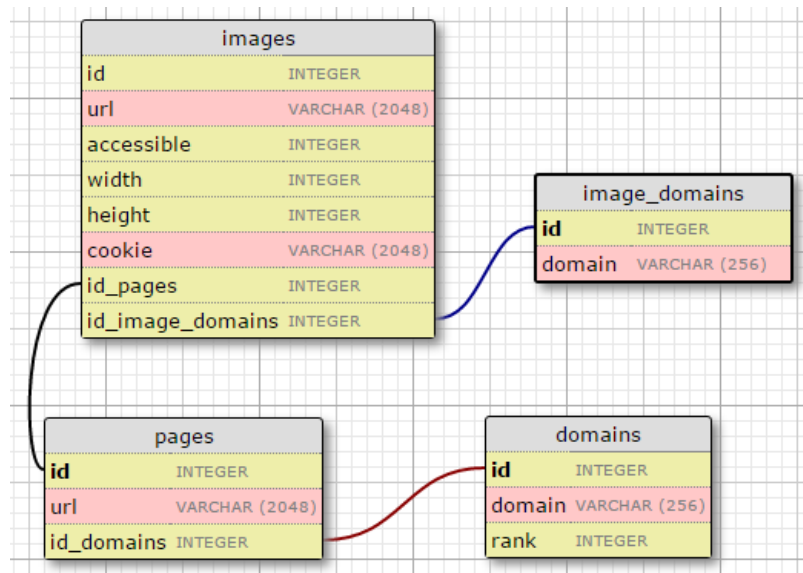 images
id INTEGER
url VARCHAR (2048)
accessible INTEGER
width INTEGER
height INTEGER
cookie VARCHAR (2048)
id_pages INTEGER
id_image_domains INTEGER
image_domains
id INTEGER
domain VARCHAR (256)
pages
id INTEGER
url VARCHAR (2048)
id_domains INTEGER
domains
id INTEGER
domain VARCHAR (256)
rank INTEGER